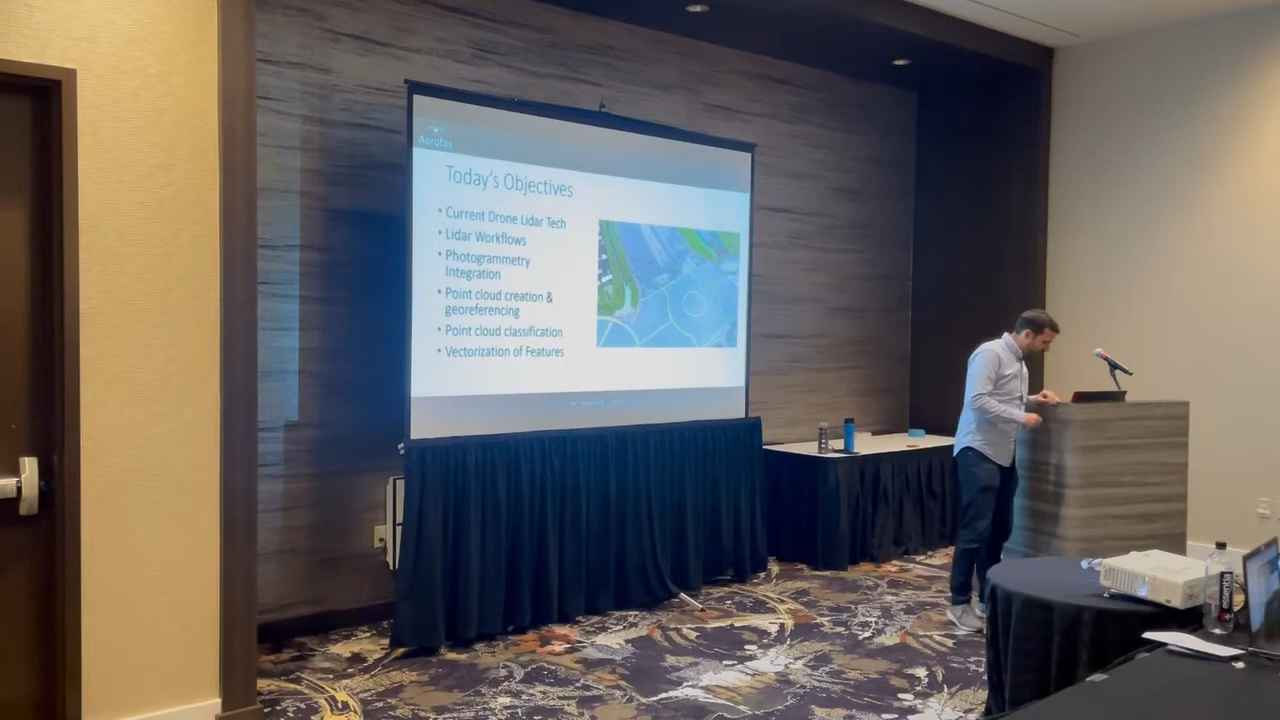 Aerotas
Today's Objectives
• Current Drone Lidar Tech
• Lidar Workflows
• Photogrammetry
Integration
• Point cloud creation &
georeferencing
• Point cloud classification
• Vectorization of Features
essentia